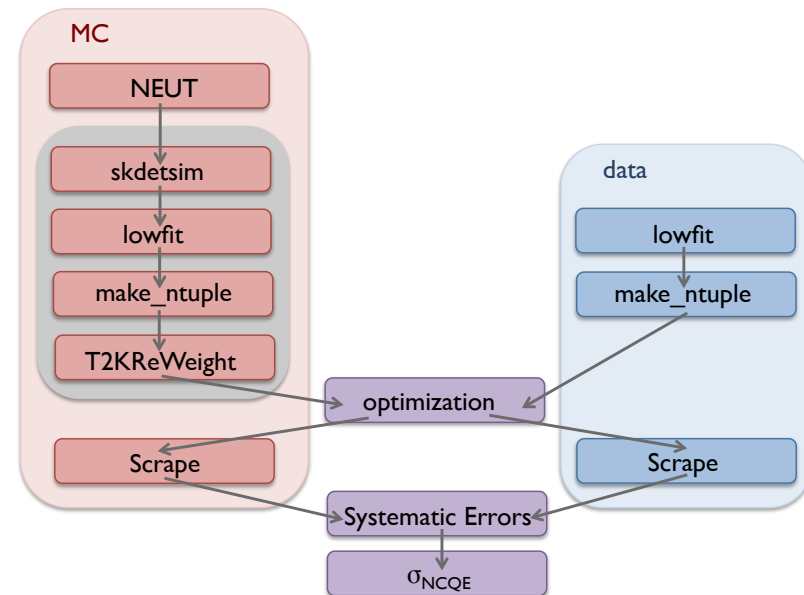 MC
NEUT
skdetsim
lowfit
make_ntuple
T2KReWeight
Scrape
data
lowfit
make_ntuple
Scrape
optimization
Systematic Errors
σNCQE